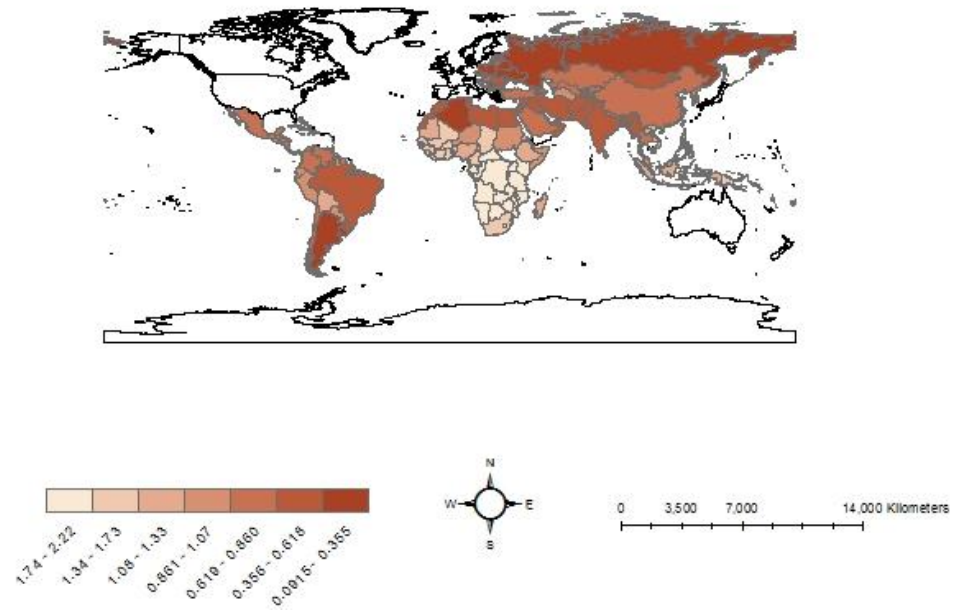 1.74 - 2.22
1.34 - 1.73
1.08 - 1.33
0.861 - 1.07
0.619 - 0.860
0.356 - 0.618
0.0915 - 0.355
N
W E
S
0 3,500 7,000 14,000 Kilometers